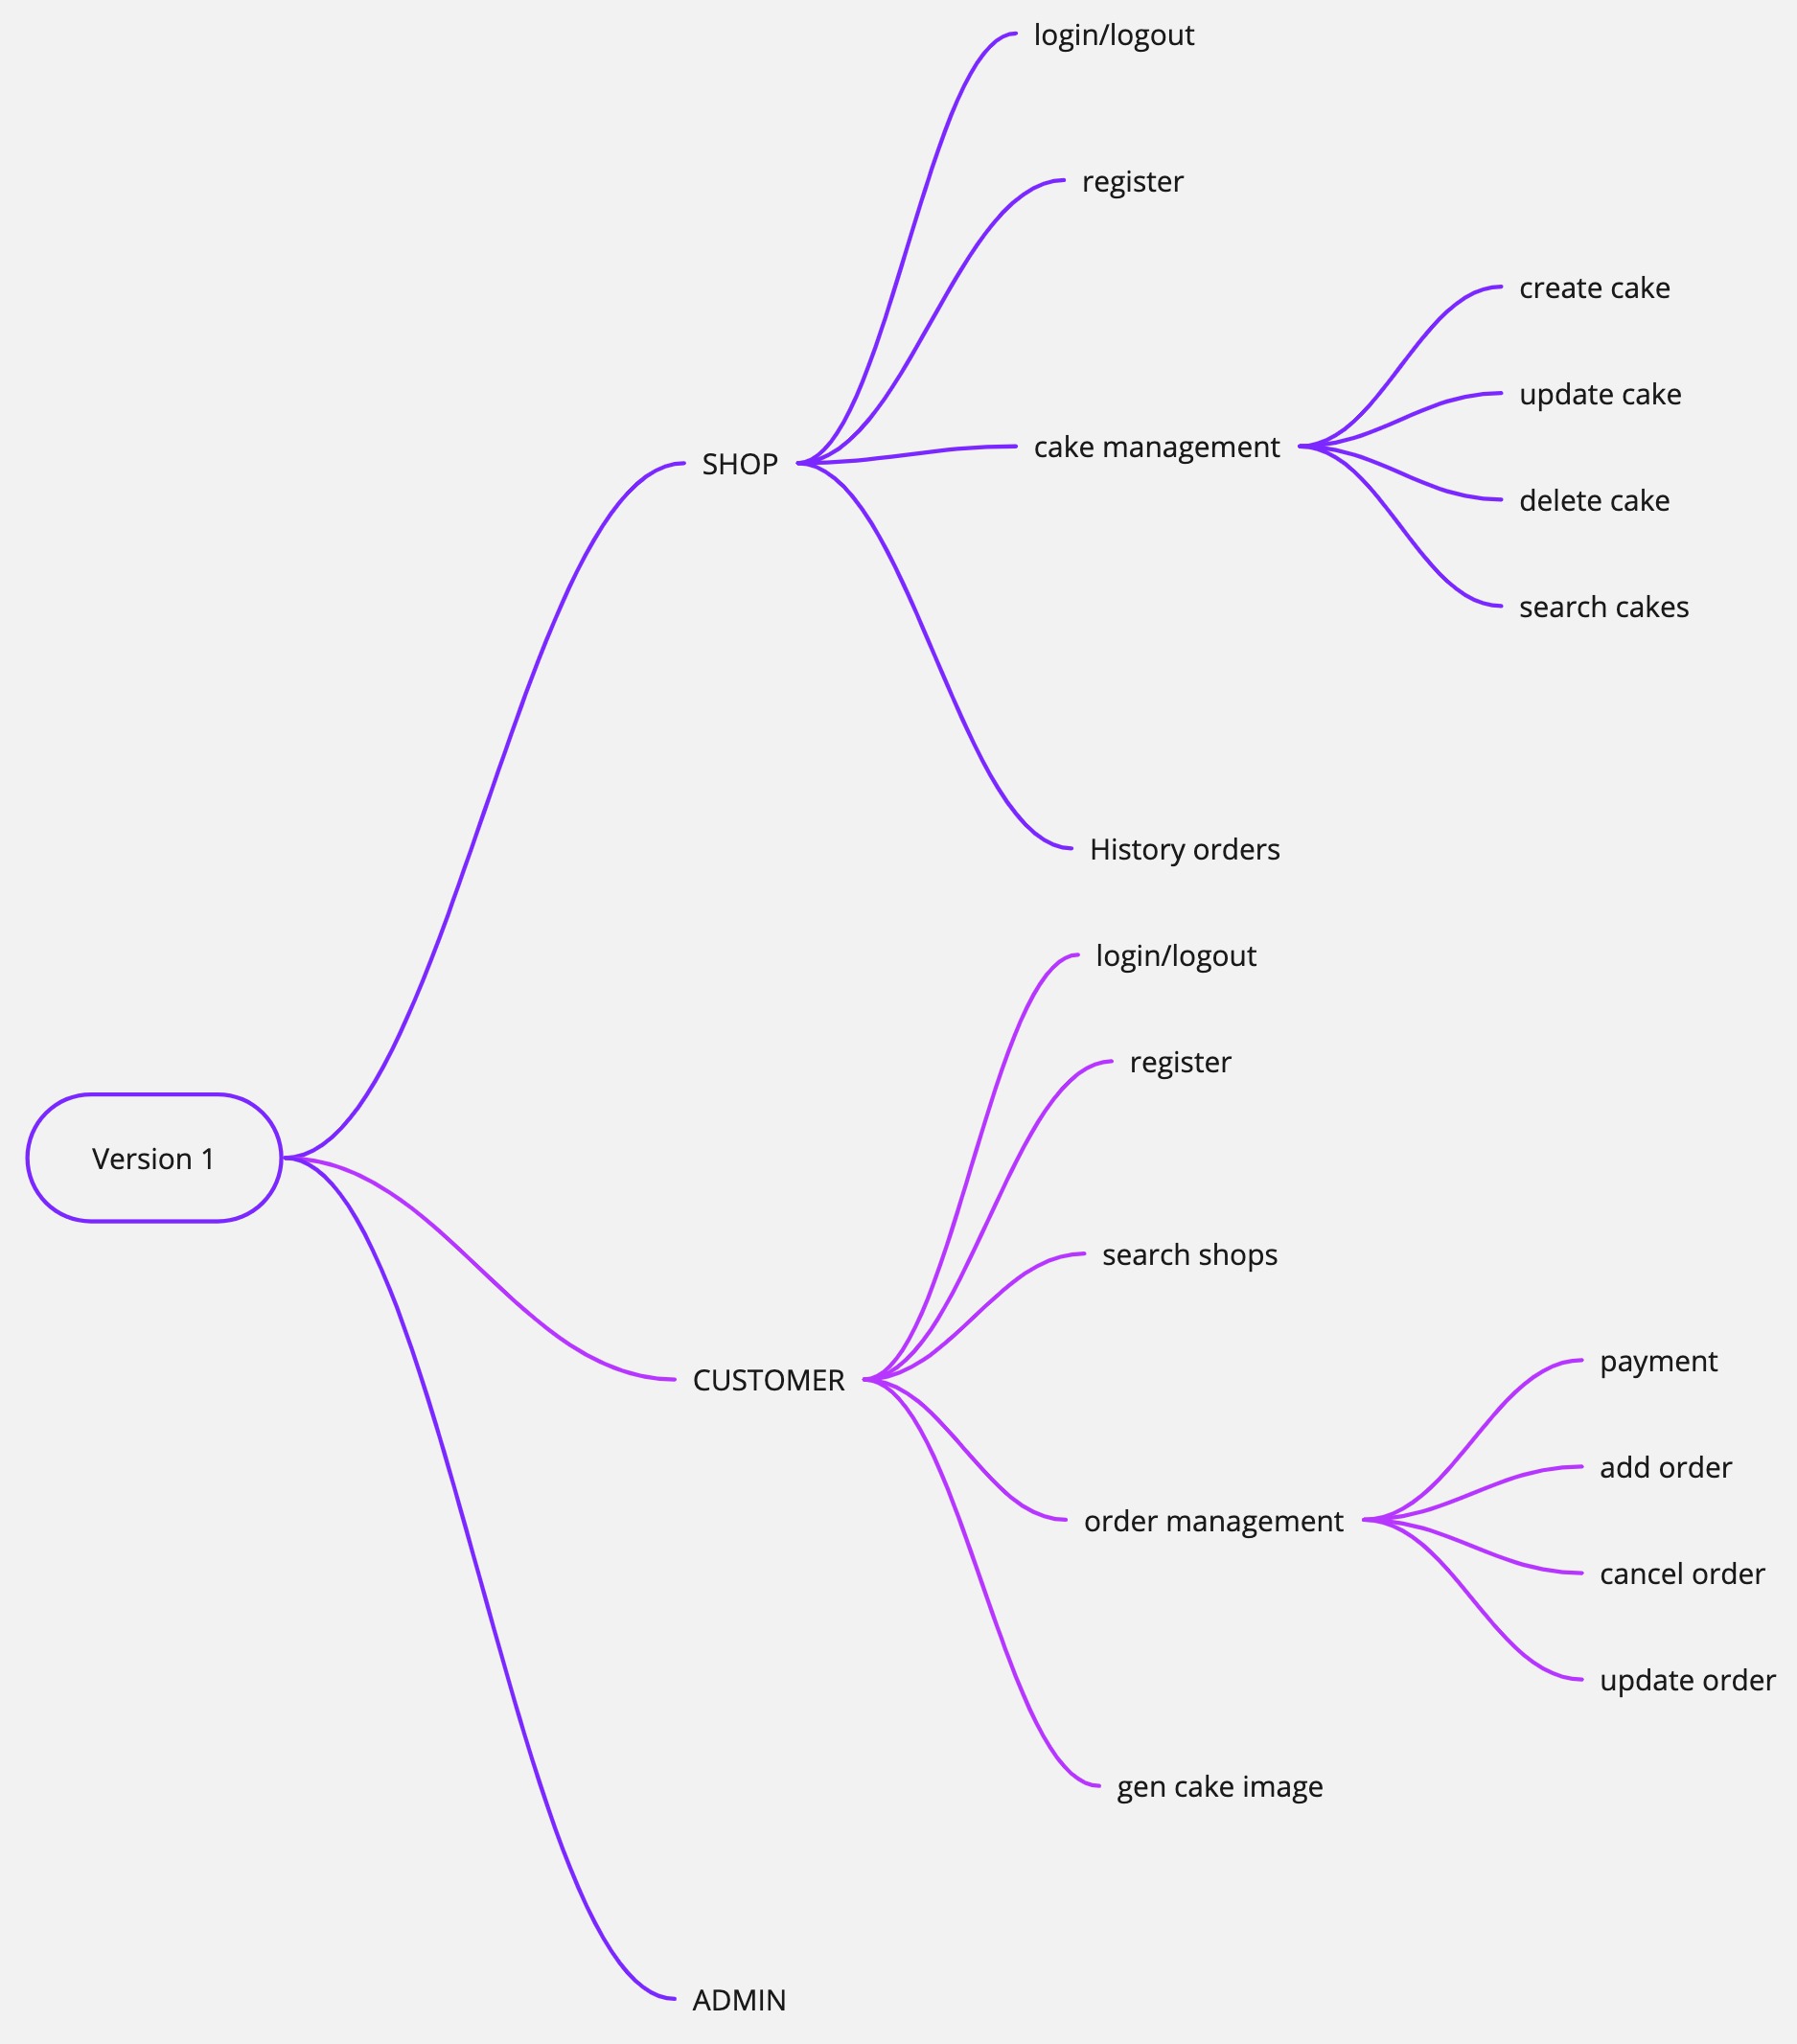 Version 1
SHOP
login/logout
register
cake management
create cake
update cake
delete cake
search cakes
History orders
CUSTOMER
login/logout
register
search shops
order management
payment
add order
cancel order
update order
gen cake image
ADMIN